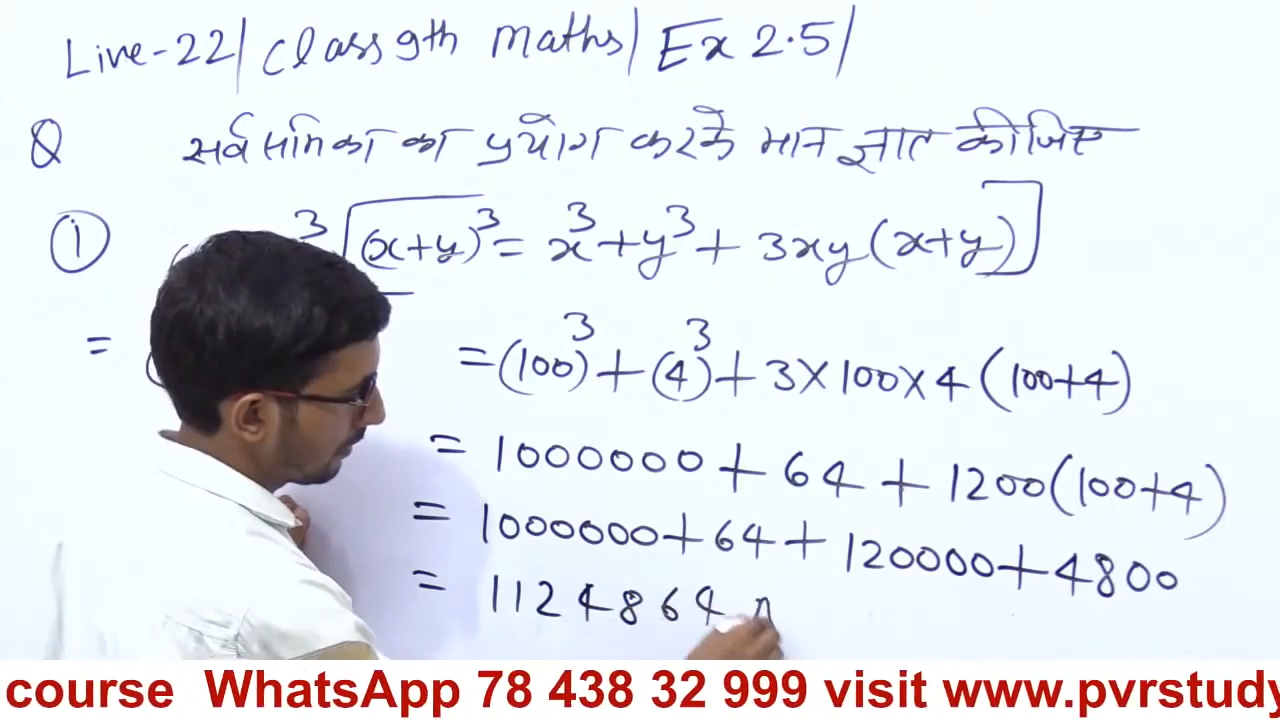 Live-22| Class 9th maths| Ex 2.5|
Q सर्व समिकाका का प्रयोग करके मान ज्ञात कीजिए
① 3 (x+y)³ = x³+y³+3xy(x+y)
= = (100)³+(4)³+3×100×4(100+4)
= 1000000+64+1200(100+4)
= 1000000+64+120000+4800
= 1124864
course WhatsApp 78 438 32 999 visit www.pvrstudy